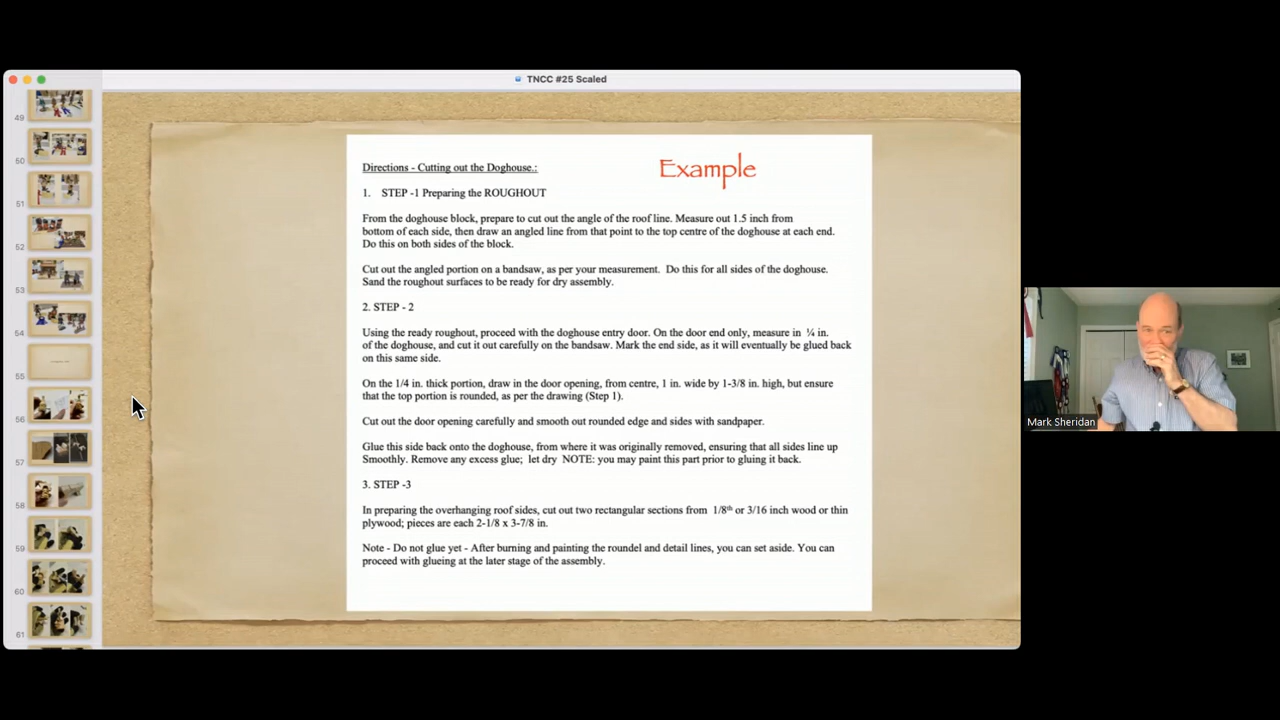 TNCC #25 Scaled
49
50
51
52
53
54
55
56
57
58
59
60
61
Example
Directions - Cutting out the Doghouse.:
1. STEP -1 Preparing the ROUGHOUT
From the doghouse block, prepare to cut out the angle of the roof line. Measure out 1.5 inch from
bottom of each side, then draw an angled line from that point to the top centre of the doghouse at each end.
Do this on both sides of the block.
Cut out the angled portion on a bandsaw, as per your measurement. Do this for all sides of the doghouse.
Sand the roughout surfaces to be ready for dry assembly.
2. STEP - 2
Using the ready roughout, proceed with the doghouse entry door. On the door end only, measure in ¼ in.
of the doghouse, and cut it out carefully on the bandsaw. Mark the end side, as it will eventually be glued back
on this same side.
On the 1/4 in. thick portion, draw in the door opening, from centre, 1 in. wide by 1-3/8 in. high, but ensure
that the top portion is rounded, as per the drawing (Step 1).
Cut out the door opening carefully and smooth out rounded edge and sides with sandpaper.
Glue this side back onto the doghouse, from where it was originally removed, ensuring that all sides line up
Smoothly. Remove any excess glue; let dry NOTE: you may paint this part prior to gluing it back.
3. STEP -3
In preparing the overhanging roof sides, cut out two rectangular sections from 1/8th or 3/16 inch wood or thin
plywood; pieces are each 2-1/8 x 3-7/8 in.
Note - Do not glue yet - After burning and painting the roundel and detail lines, you can set aside. You can
proceed with glueing at the later stage of the assembly.
Mark Sheridan